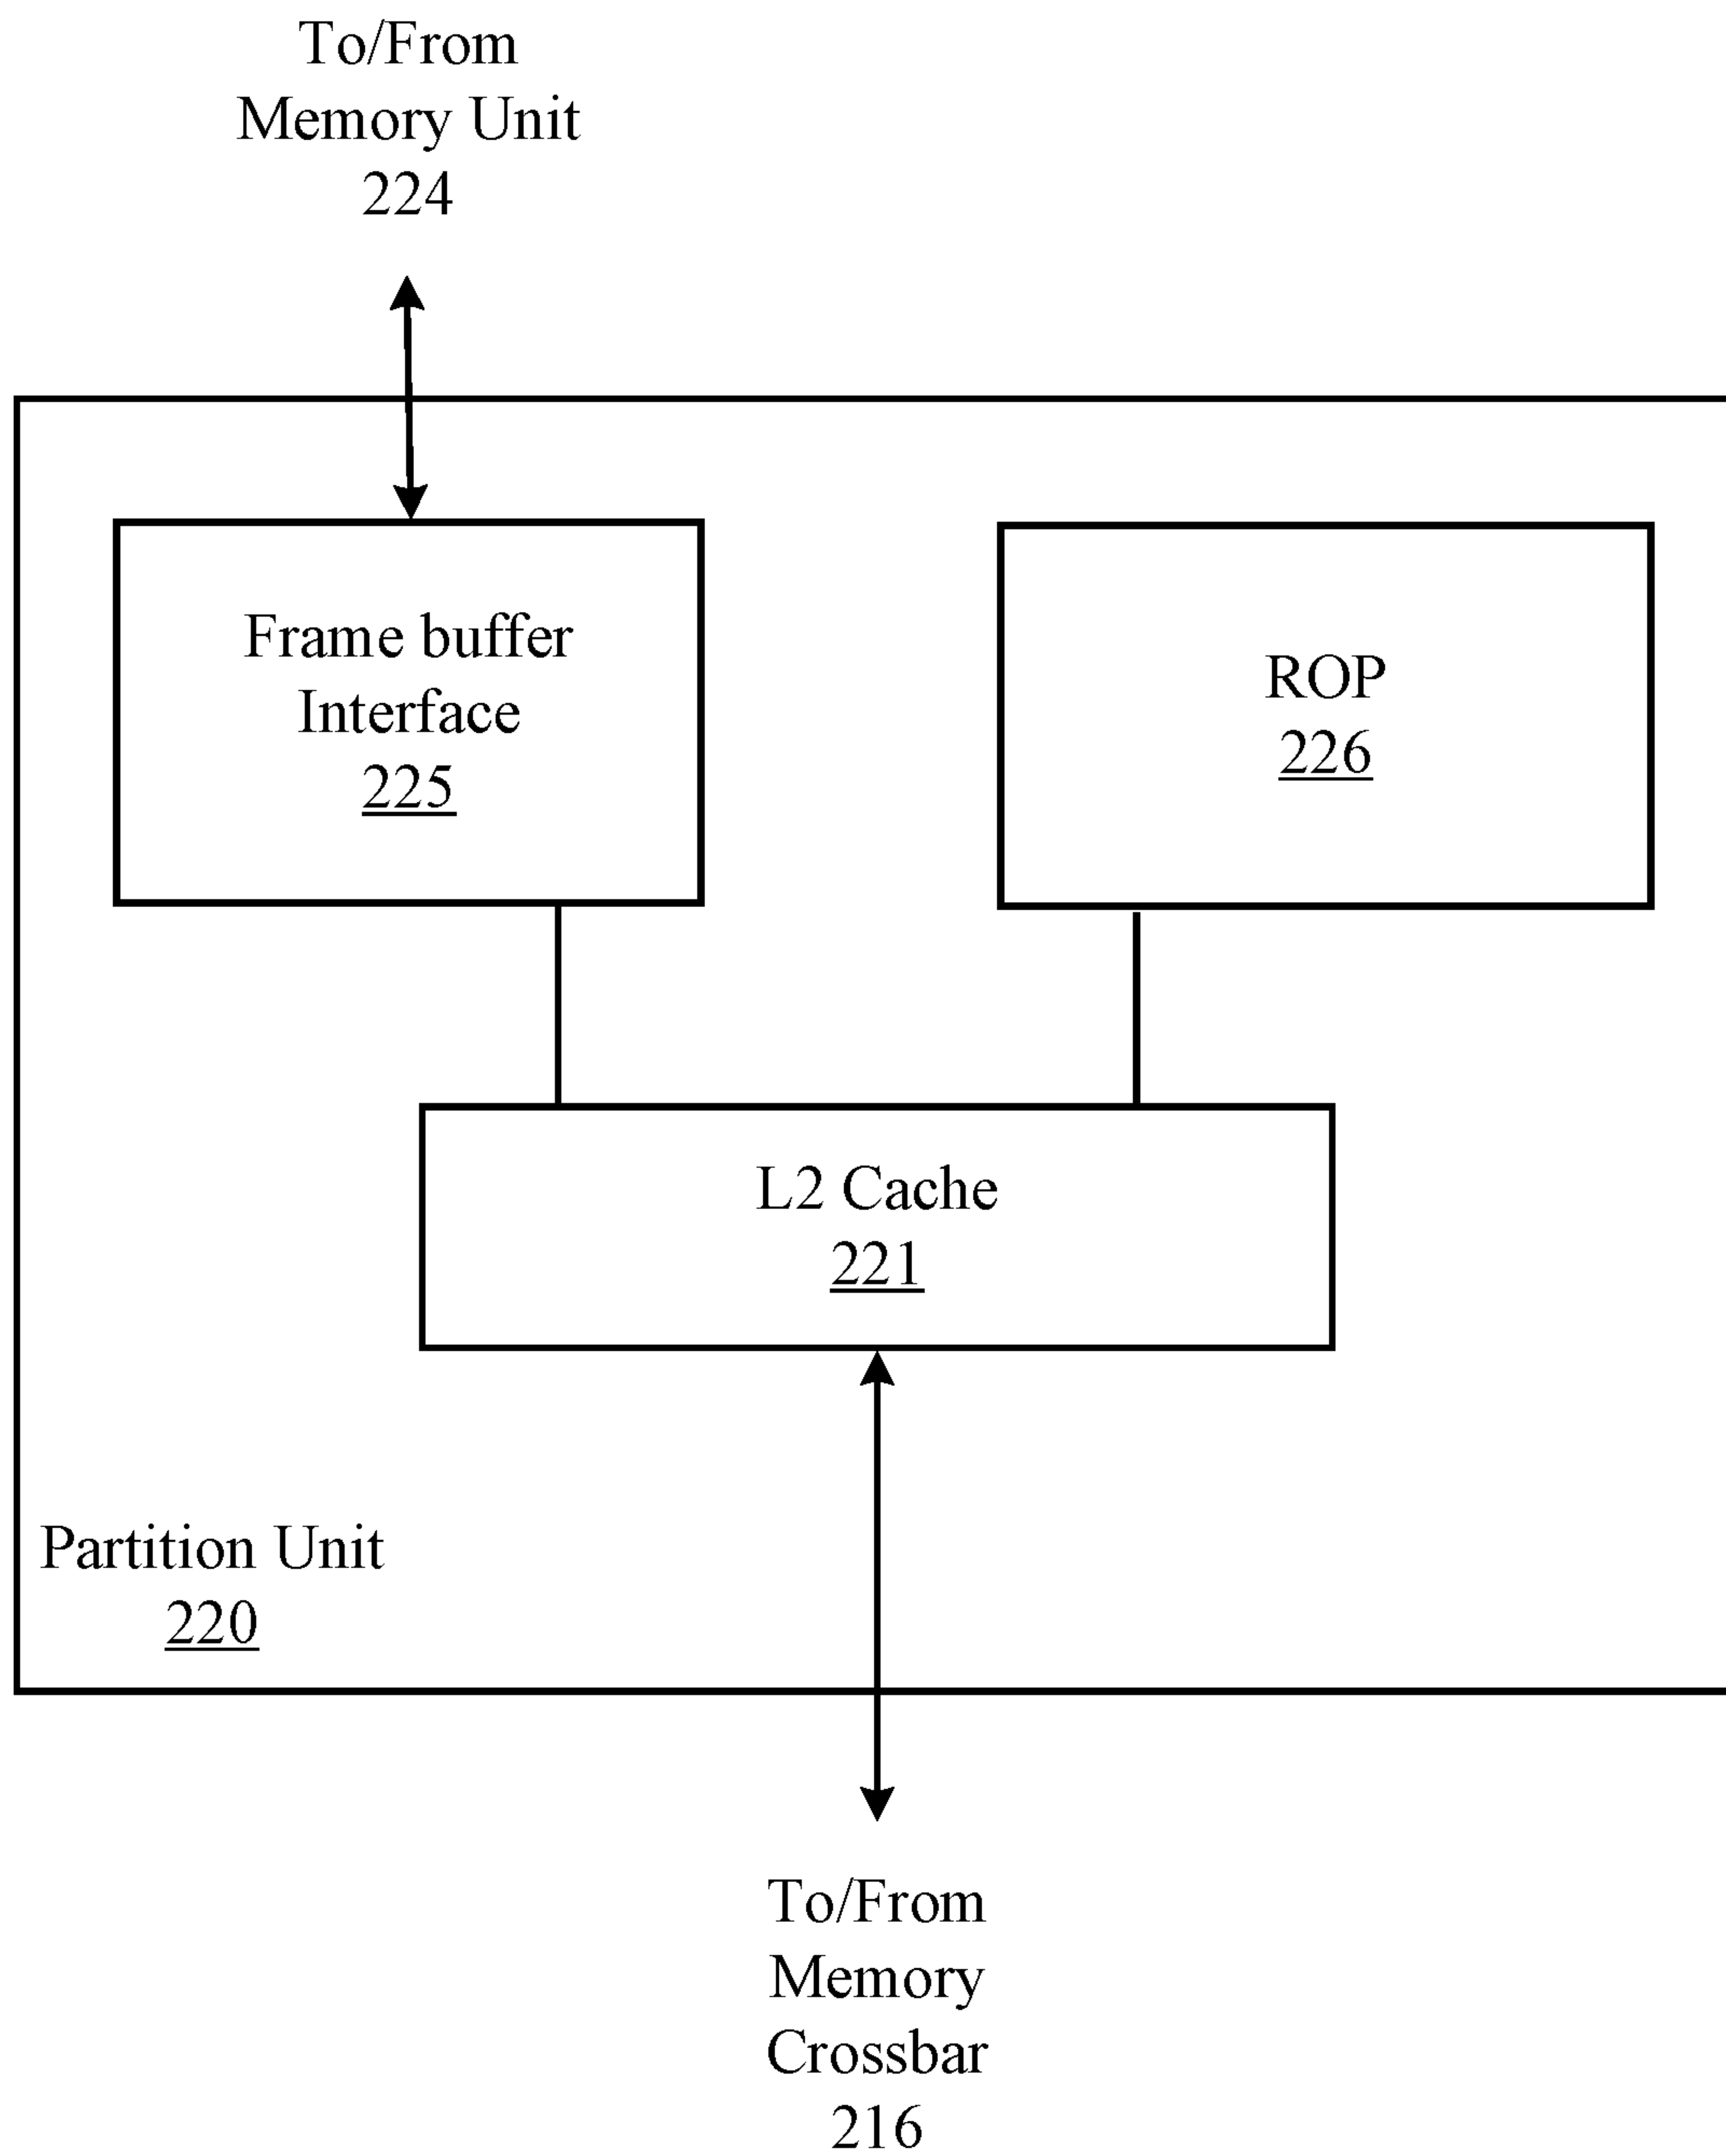 To/From
Memory Unit
224
Frame buffer
Interface
225
ROP
226
L2 Cache
221
Partition Unit
220
To/From
Memory
Crossbar
216